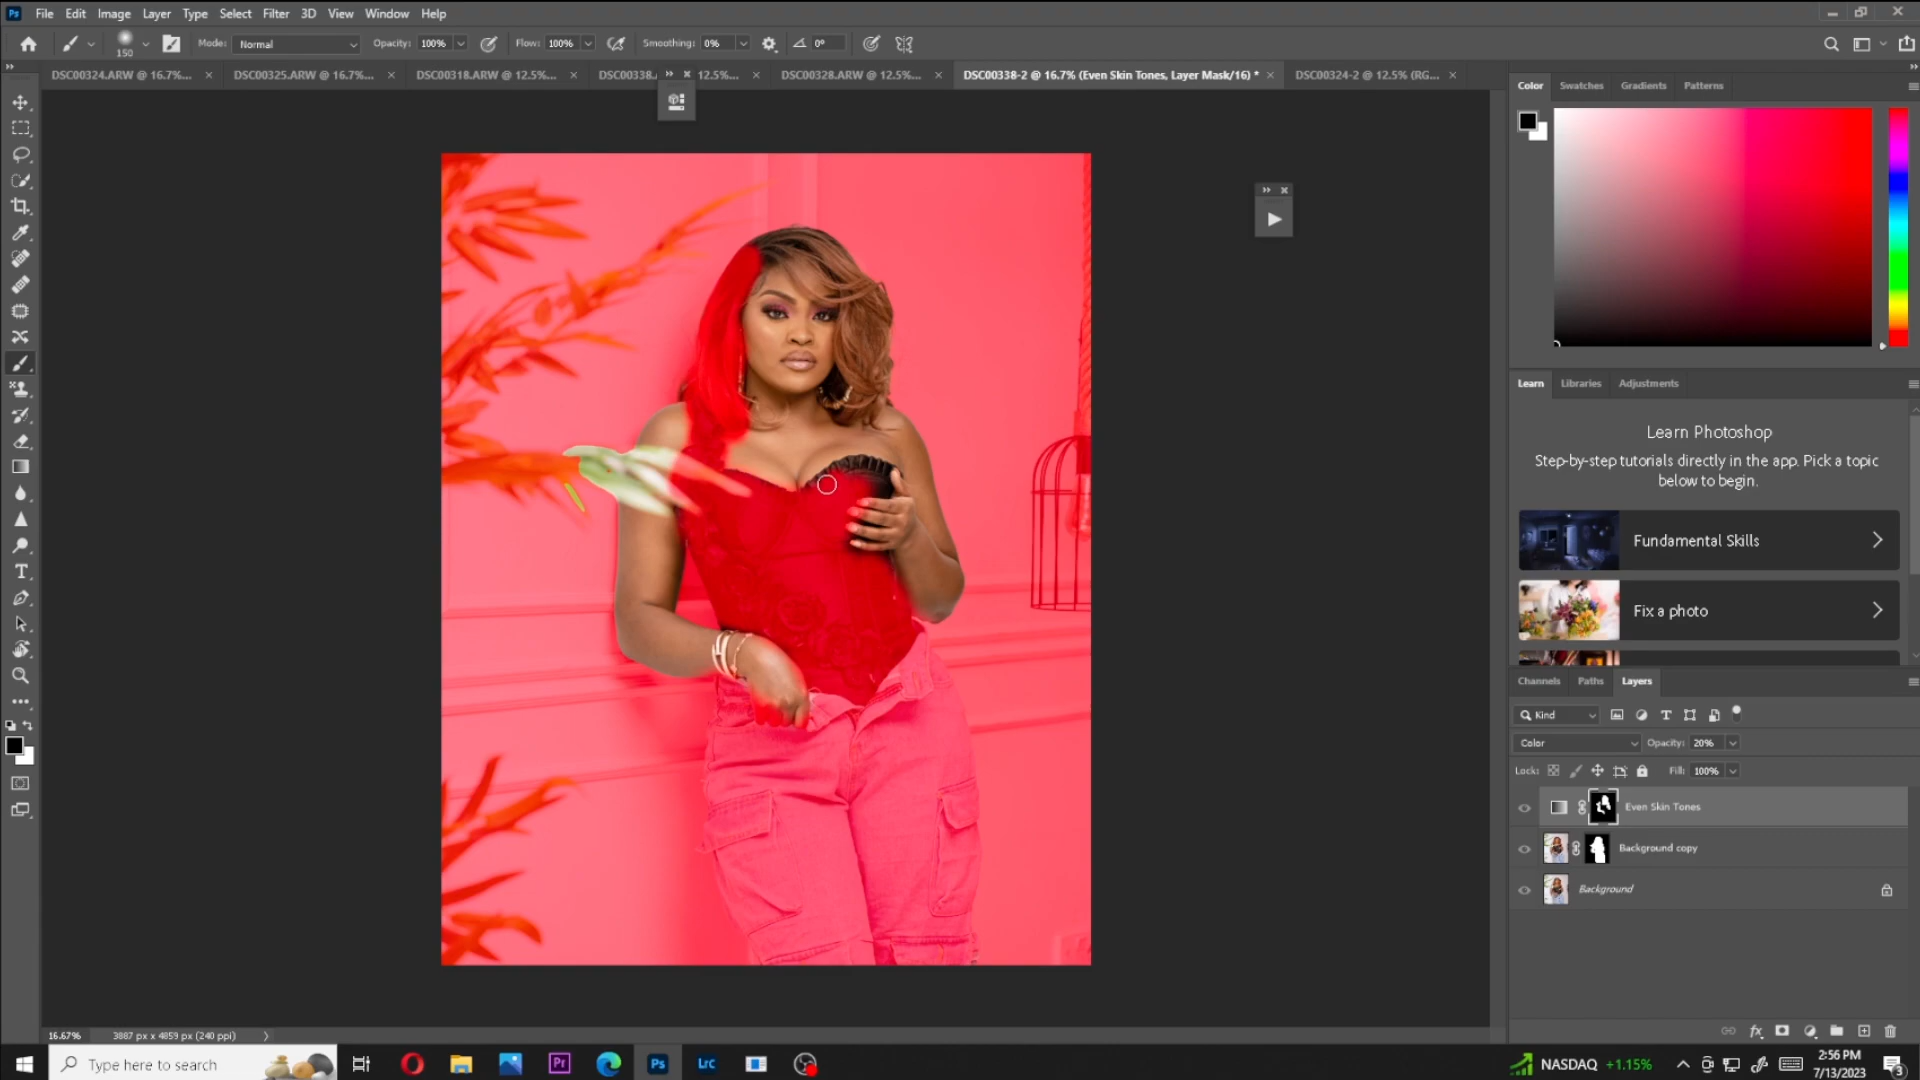 Ps File Edit Image Layer Type Select Filter 3D View Window Help
150 Mode: Normal Opacity: 100% Flow: 100% Smoothing: 0% 0°
DSC00324.ARW @ 16.7%... × DSC00325.ARW @ 16.7%... × DSC00318.ARW @ 12.5%... × DSC00338. 12.5%... × DSC00328.ARW @ 12.5%... × DSC00338-2 @ 16.7% (Even Skin Tones, Layer Mask/16) * × DSC00324-2 @ 12.5% (RG... ×
Color Swatches Gradients Patterns
Learn Libraries Adjustments
Learn Photoshop
Step-by-step tutorials directly in the app. Pick a topic
below to begin.
Fundamental Skills
Fix a photo
Channels Paths Layers
Kind
Color Opacity: 20%
Lock: Fill: 100%
Even Skin Tones
Background copy
Background
16.67% 3887 px x 4859 px (240 ppi)
Type here to search Pr Ps LrC NASDAQ +1.15% 2:56 PM
7/13/2023 3